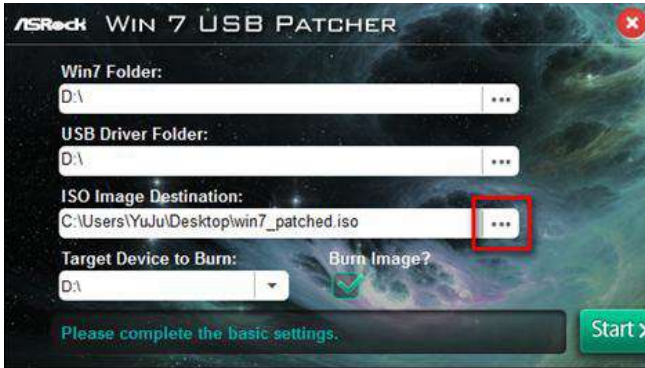 ASRock WIN 7 USB PATCHER
Win7 Folder:
D:\
USB Driver Folder:
D:\
ISO Image Destination:
C:\Users\YuJu\Desktop\win7_patched.iso
Target Device to Burn: Burn Image?
D:\
Please complete the basic settings.
Start